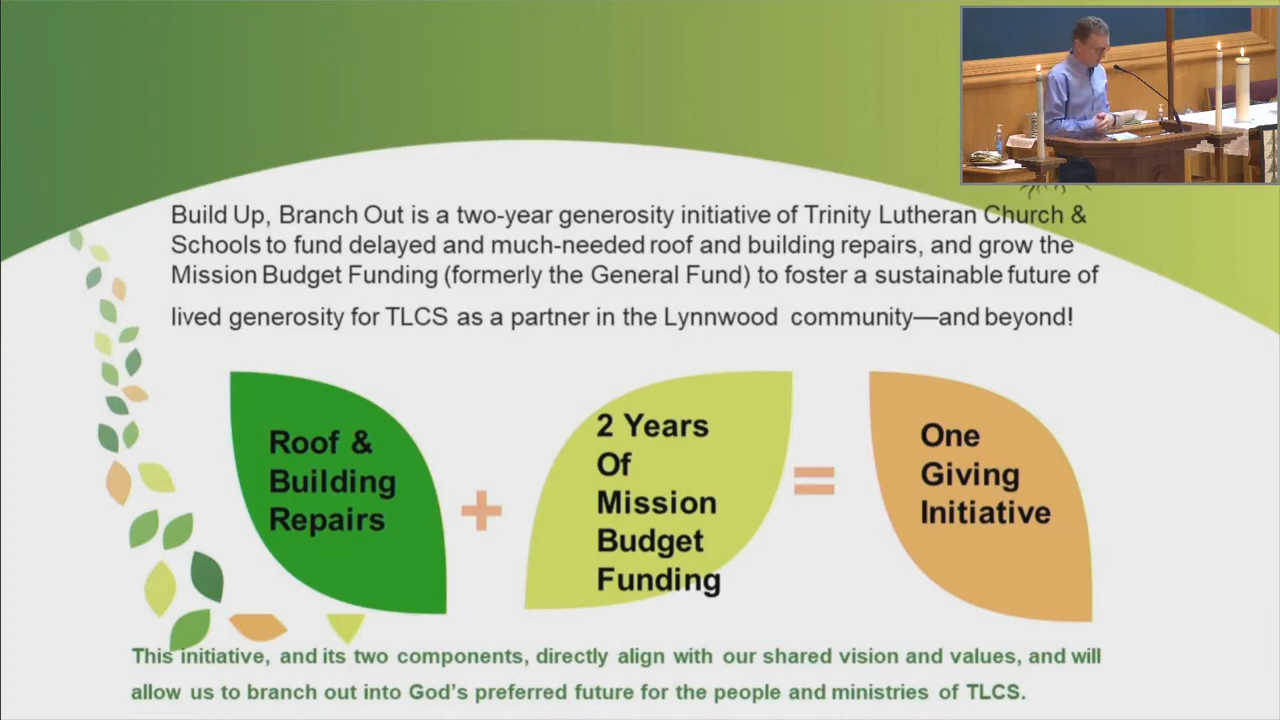 Build Up, Branch Out is a two-year generosity initiative of Trinity Lutheran Church &
Schools to fund delayed and much-needed roof and building repairs, and grow the
Mission Budget Funding (formerly the General Fund) to foster a sustainable future of
lived generosity for TLCS as a partner in the Lynnwood community—and beyond!
Roof &
Building
Repairs
+
2 Years
Of
Mission
Budget
Funding
=
One
Giving
Initiative
This initiative, and its two components, directly align with our shared vision and values, and will
allow us to branch out into God's preferred future for the people and ministries of TLCS.